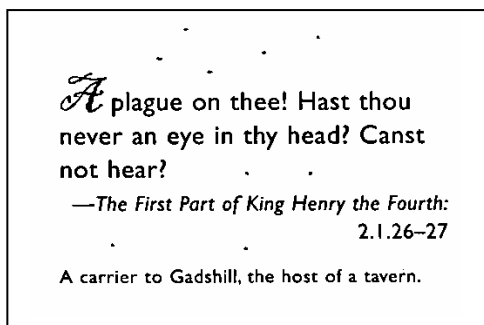 A plague on thee! Hast thou
never an eye in thy head? Canst
not hear?
—The First Part of King Henry the Fourth:
2.1.26–27
A carrier to Gadshill, the host of a tavern.